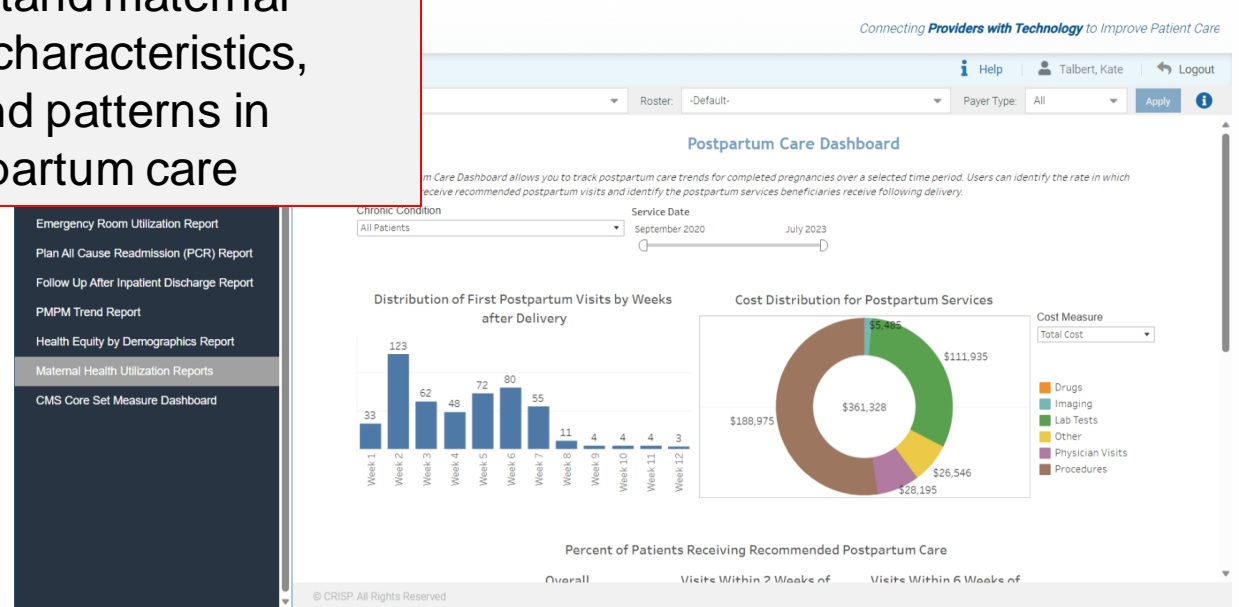 maternal
characteristics,
nd patterns in
partum care
Connecting Providers with Technology to Improve Patient Care
Help
Talbert, Kate
Logout
Roster:
-Default-
Payer Type:
All
Apply
Postpartum Care Dashboard
Care Dashboard allows you to track postpartum care trends for completed pregnancies over a selected time period. Users can identify the rate in which
receive recommended postpartum visits and identify the postpartum services beneficiaries receive following delivery.
Chronic Condition
All Patients
Service Date
September 2020
July 2023
Emergency Room Utilization Report
Plan All Cause Readmission (PCR) Report
Follow Up After Inpatient Discharge Report
PMPM Trend Report
Health Equity by Demographics Report
Maternal Health Utilization Reports
CMS Core Set Measure Dashboard
Distribution of First Postpartum Visits by Weeks
after Delivery
33
123
62
48
72
80
55
11
4
4
4
3
Week 1
Week 2
Week 3
Week 4
Week 5
Week 6
Week 7
Week 8
Week 9
Week 10
Week 11
Week 12
Cost Distribution for Postpartum Services
$5,485
$111,935
$361,328
$188,975
$26,546
$28,195
Cost Measure
Total Cost
Drugs
Imaging
Lab Tests
Other
Physician Visits
Procedures
Percent of Patients Receiving Recommended Postpartum Care
Overall
Visits Within 2 Weeks of
Visits Within 6 Weeks of
© CRISP. All Rights Reserved